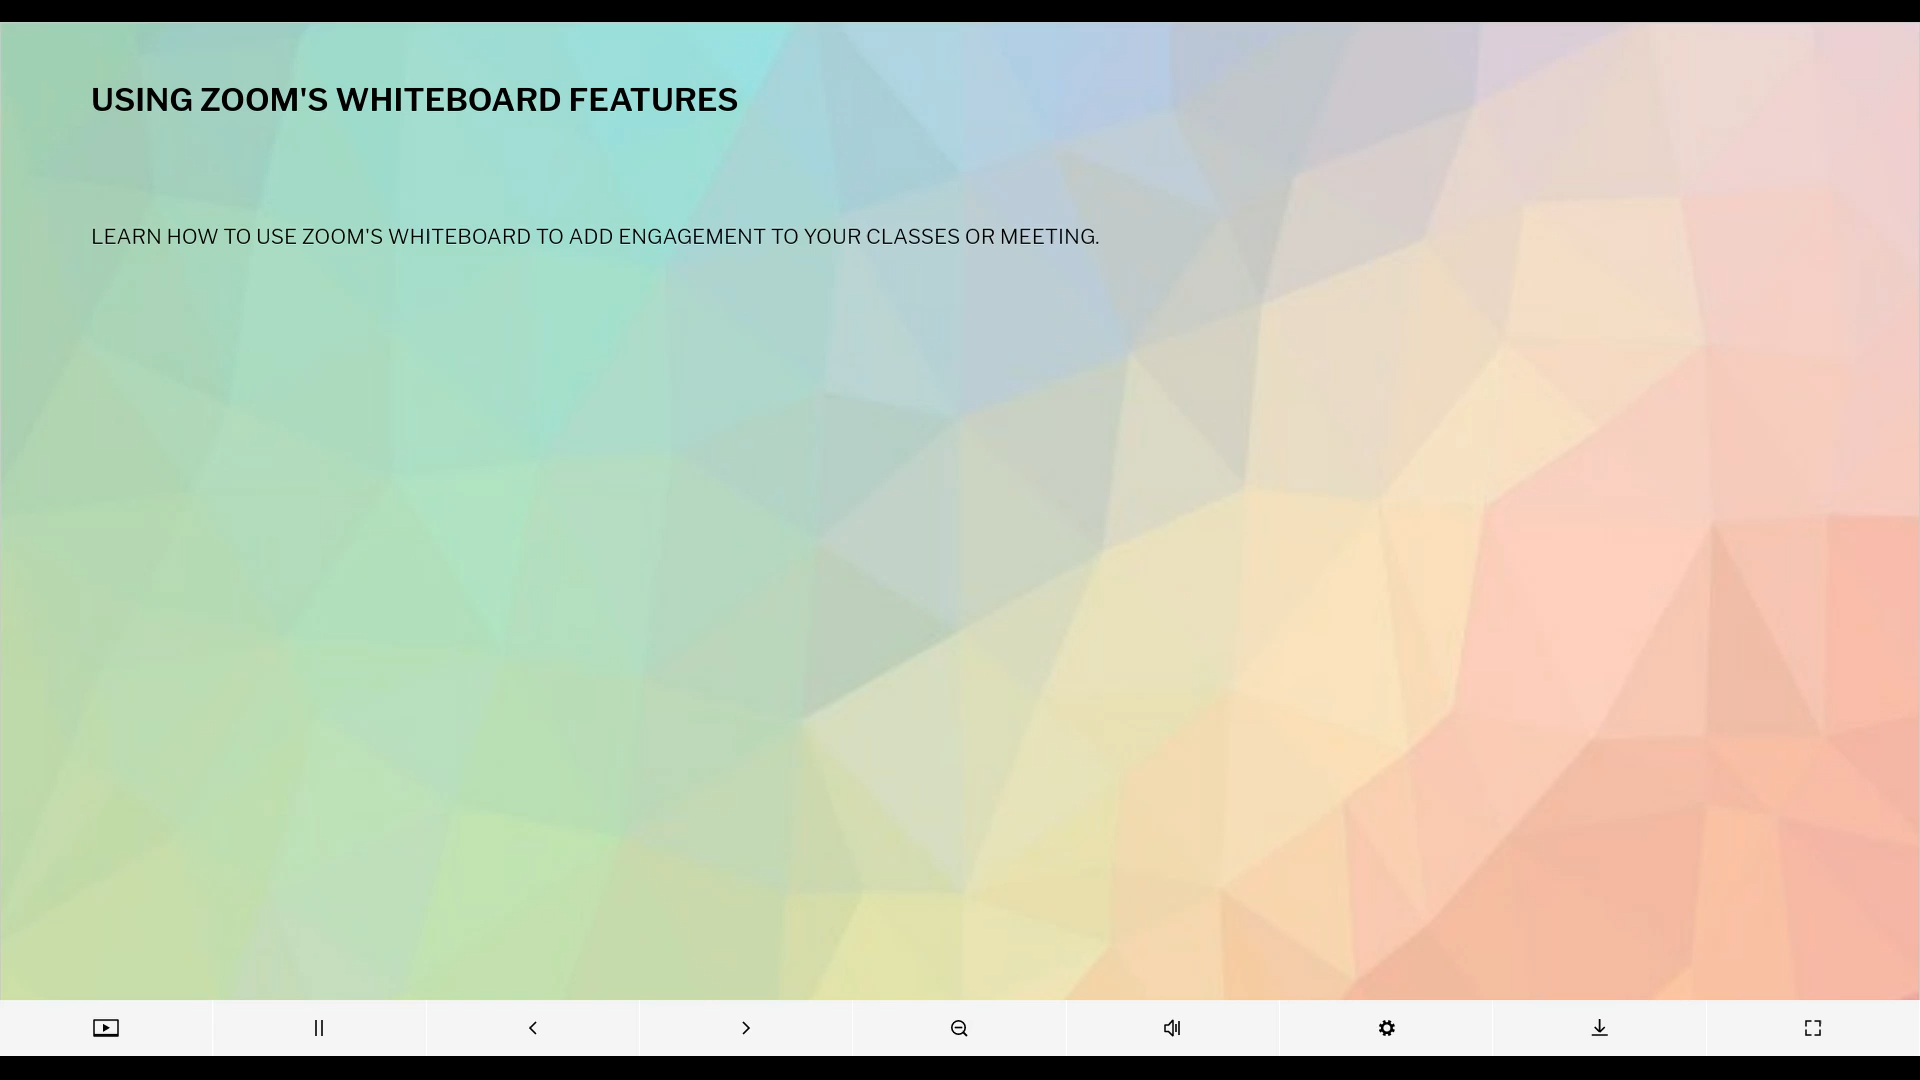 USING ZOOM'S WHITEBOARD FEATURES
LEARN HOW TO USE ZOOM'S WHITEBOARD TO ADD ENGAGEMENT TO YOUR CLASSES OR MEETING.